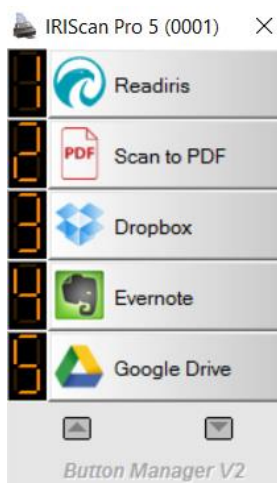 IRIScan Pro 5 (0001)
1 Readiris
2 PDF Scan to PDF
3 Dropbox
4 Evernote
5 Google Drive
Button Manager V2